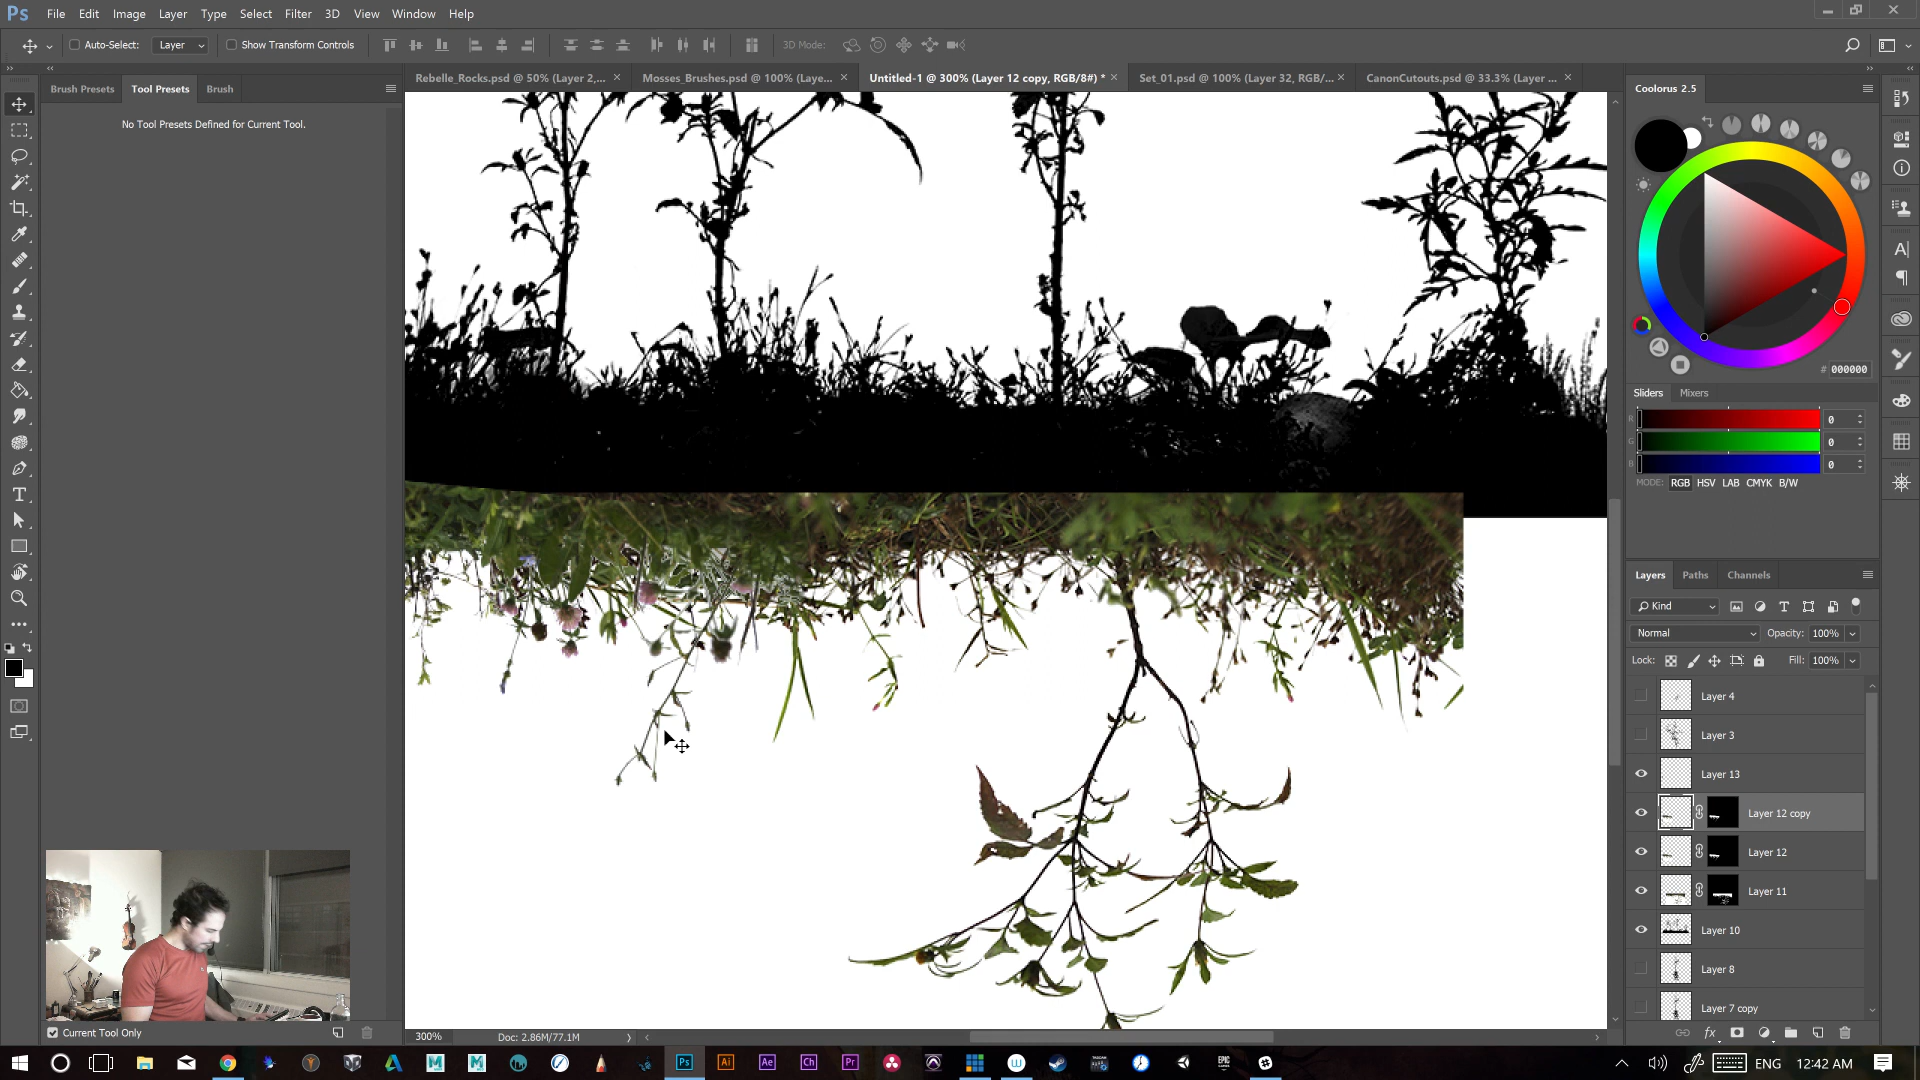 Ps File Edit Image Layer Type Select Filter 3D View Window Help
Auto-Select: Layer Show Transform Controls 3D Mode:
Rebelle_Rocks.psd @ 50% (Layer 2,... Mosses_Brushes.psd @ 100% (Laye... Untitled-1 @ 300% (Layer 12 copy, RGB/8#) * Set_01.psd @ 100% (Layer 32, RGB/... CanonCutouts.psd @ 33.3% (Layer ...
Brush Presets Tool Presets Brush
No Tool Presets Defined for Current Tool.
Coolorus 2.5
# 000000
Sliders Mixers
R 0
G 0
B 0
MODE: RGB HSV LAB CMYK B/W
Layers Paths Channels
Kind
Normal Opacity: 100%
Lock: Fill: 100%
Layer 4
Layer 3
Layer 13
Layer 12 copy
Layer 12
Layer 11
Layer 10
Layer 8
Layer 7 copy
Current Tool Only
300% Doc: 2.86M/77.1M
Ps Ai Ae Ch Pr ENG 12:42 AM